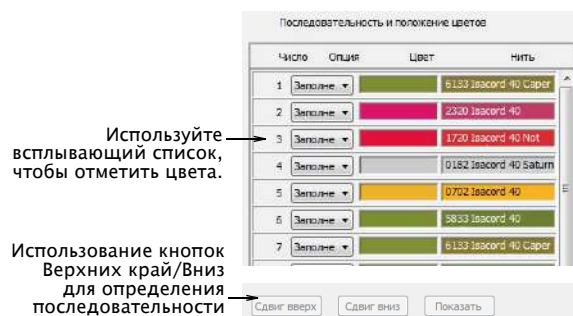 Последовательность и положение цветов
Число Опция Цвет Нить
1 Заполне 6133 Isacord 40 Caper
2 Заполне 2320 Isacord 40
3 Заполне 1720 Isacord 40 Not
4 Заполне 0182 Isacord 40 Saturn
5 Заполне 0702 Isacord 40
6 Заполне 5833 Isacord 40
7 Заполне 6133 Isacord 40 Caper
Используйте
всплывающий список,
чтобы отметить цвета.
Использование кнопок
Верхних край/Вниз
для определения
последовательности
Сдвиг вверх Сдвиг вниз Показать